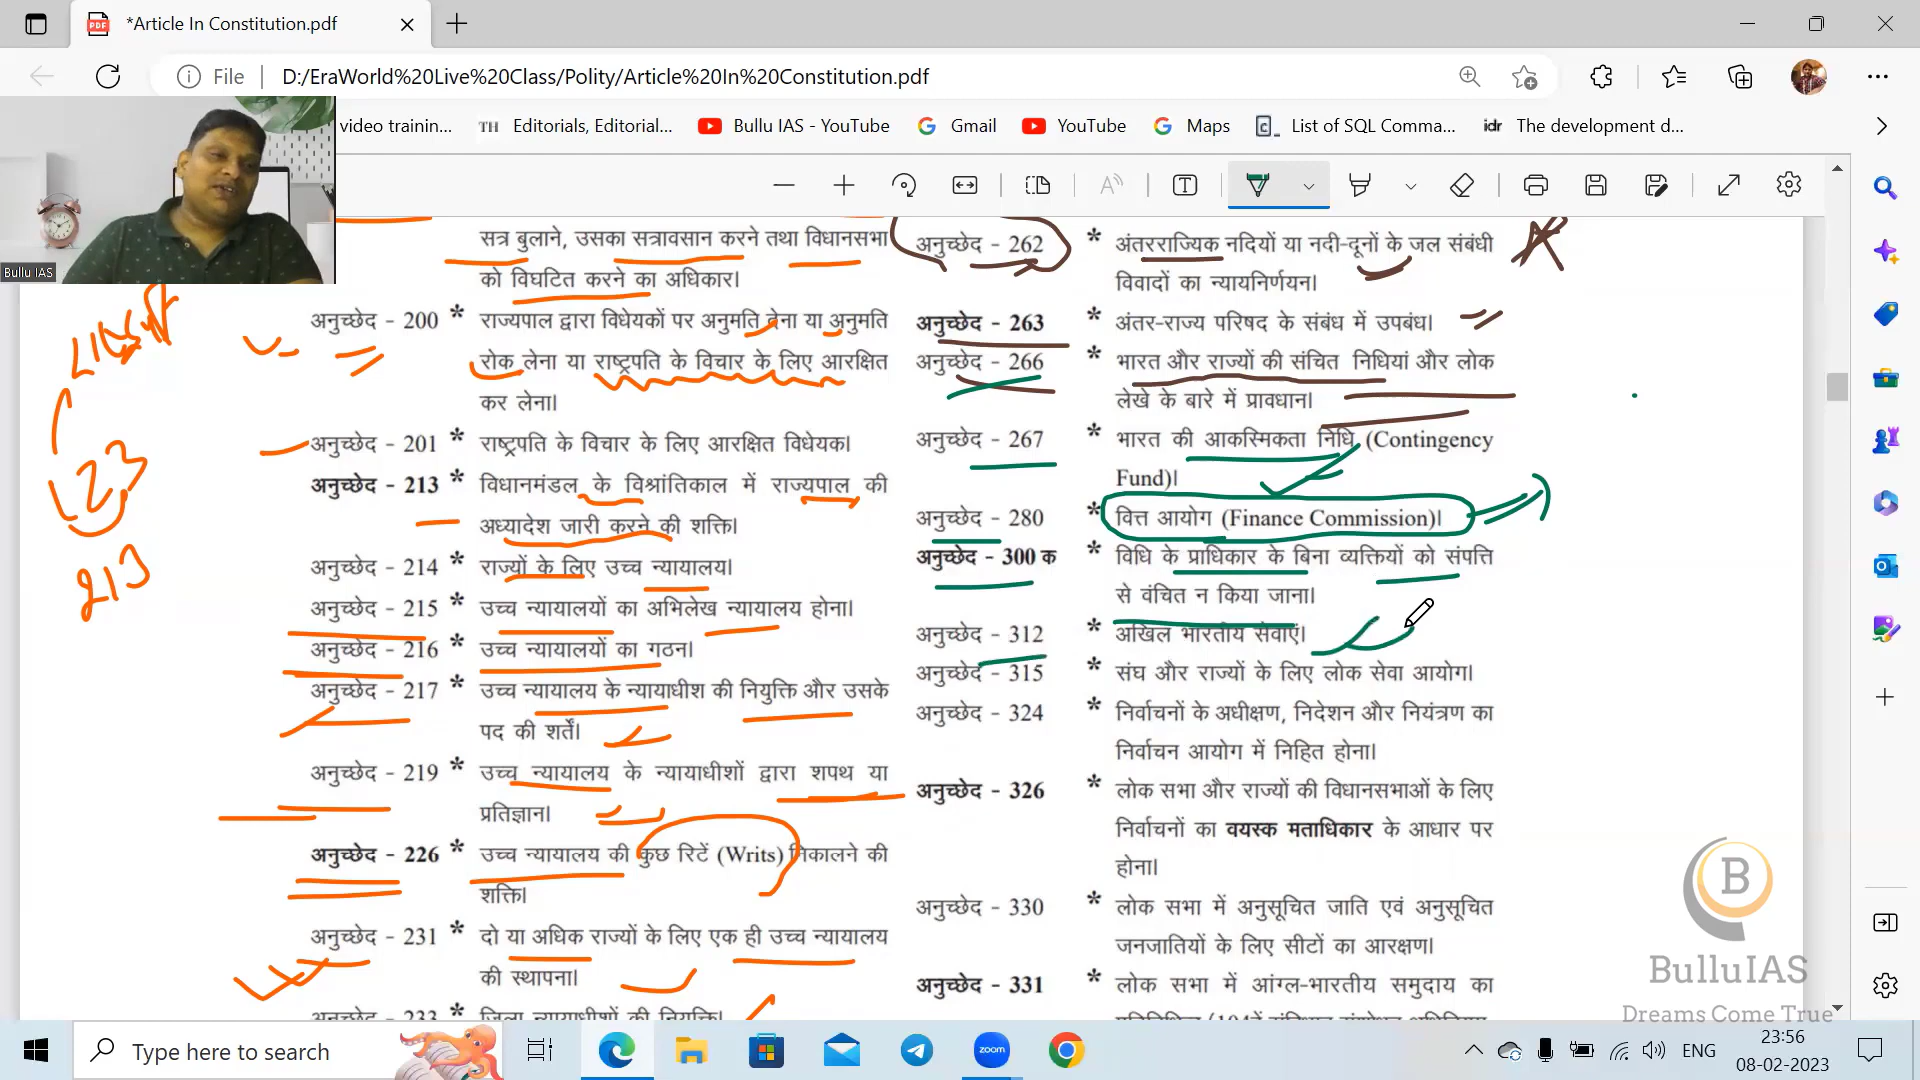 *Article In Constitution.pdf
File D:/EraWorld%20Live%20Class/Polity/Article%20In%20Constitution.pdf
video trainin... TH Editorials, Editorial... Bullu IAS - YouTube Gmail YouTube Maps List of SQL Comma... idr The development d...
Bullu IAS
सत्र बुलाने, उसका सत्रावसान करने तथा विधानसभा
को विघटित करने का अधिकार।
अनुच्छेद - 200 * राज्यपाल द्वारा विधेयकों पर अनुमति देना या अनुमति
रोक लेना या राष्ट्रपति के विचार के लिए आरक्षित
कर लेना।
अनुच्छेद - 201 * राष्ट्रपति के विचार के लिए आरक्षित विधेयक।
अनुच्छेद - 213 * विधानमंडल के विश्रांतिकाल में राज्यपाल की
अध्यादेश जारी करने की शक्ति।
अनुच्छेद - 214 * राज्यों के लिए उच्च न्यायालय।
अनुच्छेद - 215 * उच्च न्यायालयों का अभिलेख न्यायालय होना।
अनुच्छेद - 216 * उच्च न्यायालयों का गठन।
अनुच्छेद - 217 * उच्च न्यायालय के न्यायाधीश की नियुक्ति और उसके
पद की शर्तें।
अनुच्छेद - 219 * उच्च न्यायालय के न्यायाधीशों द्वारा शपथ या
प्रतिज्ञान।
अनुच्छेद - 226 * उच्च न्यायालय की कुछ रिटें (Writs) निकालने की
शक्ति।
अनुच्छेद - 231 * दो या अधिक राज्यों के लिए एक ही उच्च न्यायालय
की स्थापना।
अनुच्छेद - 233 * जिला न्यायाधीशों की नियुक्ति।
123
213
अनुच्छेद - 262 * अंतरराज्यिक नदियों या नदी-दूनों के जल संबंधी
विवादों का न्यायनिर्णयन।
अनुच्छेद - 263 * अंतर-राज्य परिषद के संबंध में उपबंध।
अनुच्छेद - 266 * भारत और राज्यों की संचित निधियां और लोक
लेखे के बारे में प्रावधान।
अनुच्छेद - 267 * भारत की आकस्मिकता निधि (Contingency
Fund)।
अनुच्छेद - 280 * वित्त आयोग (Finance Commission)।
अनुच्छेद - 300 क * विधि के प्राधिकार के बिना व्यक्तियों को संपत्ति
से वंचित न किया जाना।
अनुच्छेद - 312 * अखिल भारतीय सेवाएं।
अनुच्छेद - 315 * संघ और राज्यों के लिए लोक सेवा आयोग।
अनुच्छेद - 324 * निर्वाचनों के अधीक्षण, निदेशन और नियंत्रण का
निर्वाचन आयोग में निहित होना।
अनुच्छेद - 326 * लोक सभा और राज्यों की विधानसभाओं के लिए
निर्वाचनों का वयस्क मताधिकार के आधार पर
होना।
अनुच्छेद - 330 * लोक सभा में अनुसूचित जाति एवं अनुसूचित
जनजातियों के लिए सीटों का आरक्षण।
अनुच्छेद - 331 * लोक सभा में आंग्ल-भारतीय समुदाय का
B
BulluIAS
Dreams Come True
Type here to search
zoom
ENG
23:56
08-02-2023